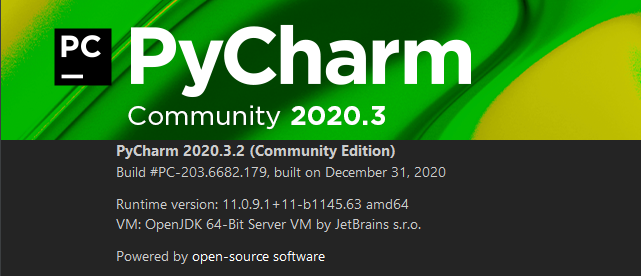 PC
PyCharm
Community 2020.3
PyCharm 2020.3.2 (Community Edition)
Build #PC-203.6682.179, built on December 31, 2020
Runtime version: 11.0.9.1+11-b1145.63 amd64
VM: OpenJDK 64-Bit Server VM by JetBrains s.r.o.
Powered by open-source software